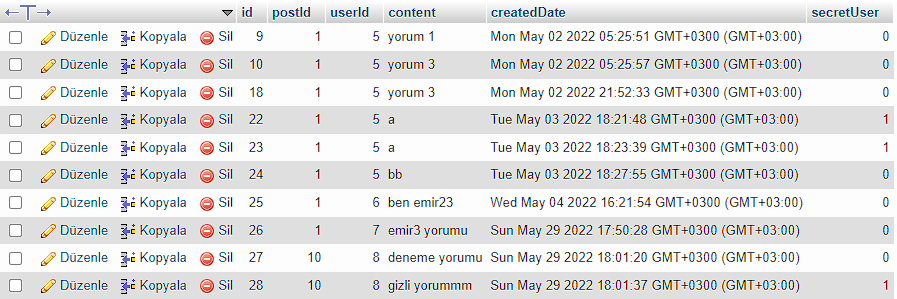 id postId userId content createdDate secretUser
Düzenle Kopyala Sil 9 1 5 yorum 1 Mon May 02 2022 05:25:51 GMT+0300 (GMT+03:00) 0
Düzenle Kopyala Sil 10 1 5 yorum 3 Mon May 02 2022 05:25:57 GMT+0300 (GMT+03:00) 0
Düzenle Kopyala Sil 18 1 5 yorum 3 Mon May 02 2022 21:52:33 GMT+0300 (GMT+03:00) 0
Düzenle Kopyala Sil 22 1 5 a Tue May 03 2022 18:21:48 GMT+0300 (GMT+03:00) 1
Düzenle Kopyala Sil 23 1 5 a Tue May 03 2022 18:23:39 GMT+0300 (GMT+03:00) 1
Düzenle Kopyala Sil 24 1 5 bb Tue May 03 2022 18:27:55 GMT+0300 (GMT+03:00) 0
Düzenle Kopyala Sil 25 1 6 ben emir23 Wed May 04 2022 16:21:54 GMT+0300 (GMT+03:00) 0
Düzenle Kopyala Sil 26 1 7 emir3 yorumu Sun May 29 2022 17:50:28 GMT+0300 (GMT+03:00) 0
Düzenle Kopyala Sil 27 10 8 deneme yorumu Sun May 29 2022 18:01:20 GMT+0300 (GMT+03:00) 0
Düzenle Kopyala Sil 28 10 8 gizli yorummm Sun May 29 2022 18:01:37 GMT+0300 (GMT+03:00) 1